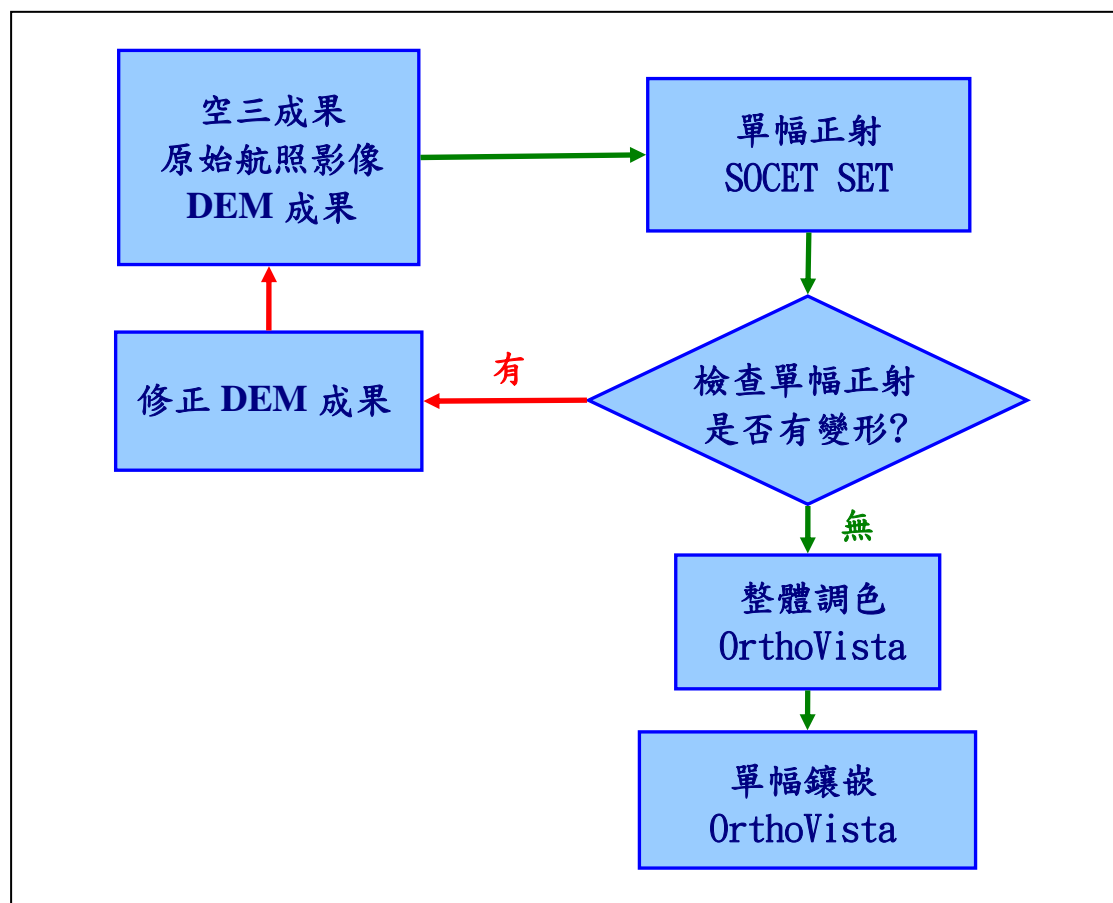 空三成果
原始航照影像
DEM 成果
單幅正射
SOCET SET
檢查單幅正射
是否有變形?
有
修正 DEM 成果
無
整體調色
OrthoVista
單幅鑲嵌
OrthoVista